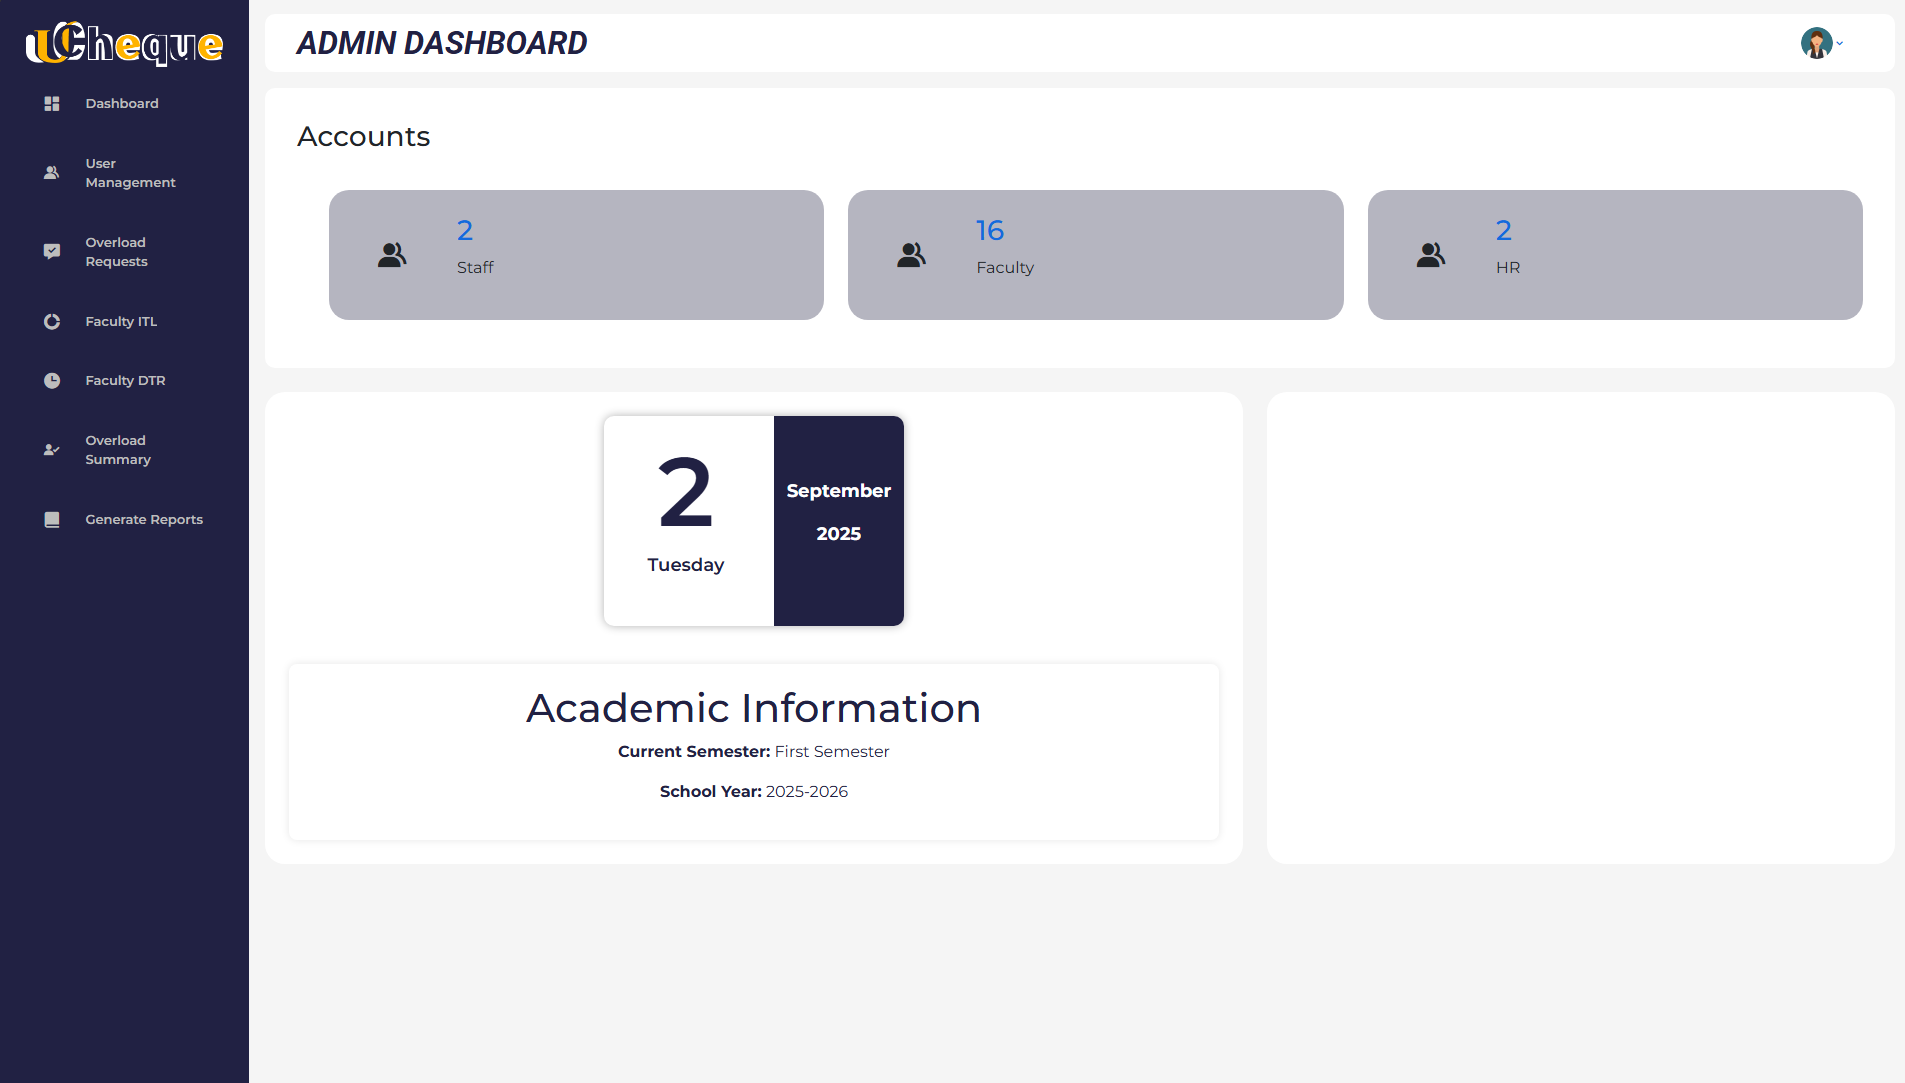 uCheque
Dashboard
User
Management
Overload
Requests
Faculty ITL
Faculty DTR
Overload
Summary
Generate Reports
ADMIN DASHBOARD
Accounts
2
Staff
16
Faculty
2
HR
2
Tuesday
September
2025
Academic Information
Current Semester: First Semester
School Year: 2025-2026